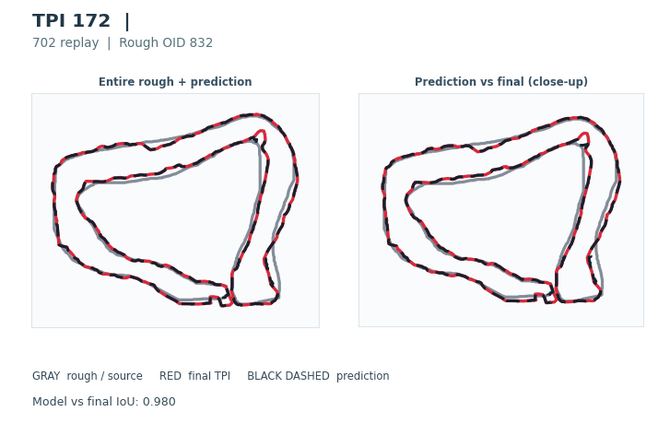 TPI 172 |
702 replay | Rough OID 832
Entire rough + prediction
Prediction vs final (close-up)
GRAY rough / source RED final TPI BLACK DASHED prediction
Model vs final IoU: 0.980